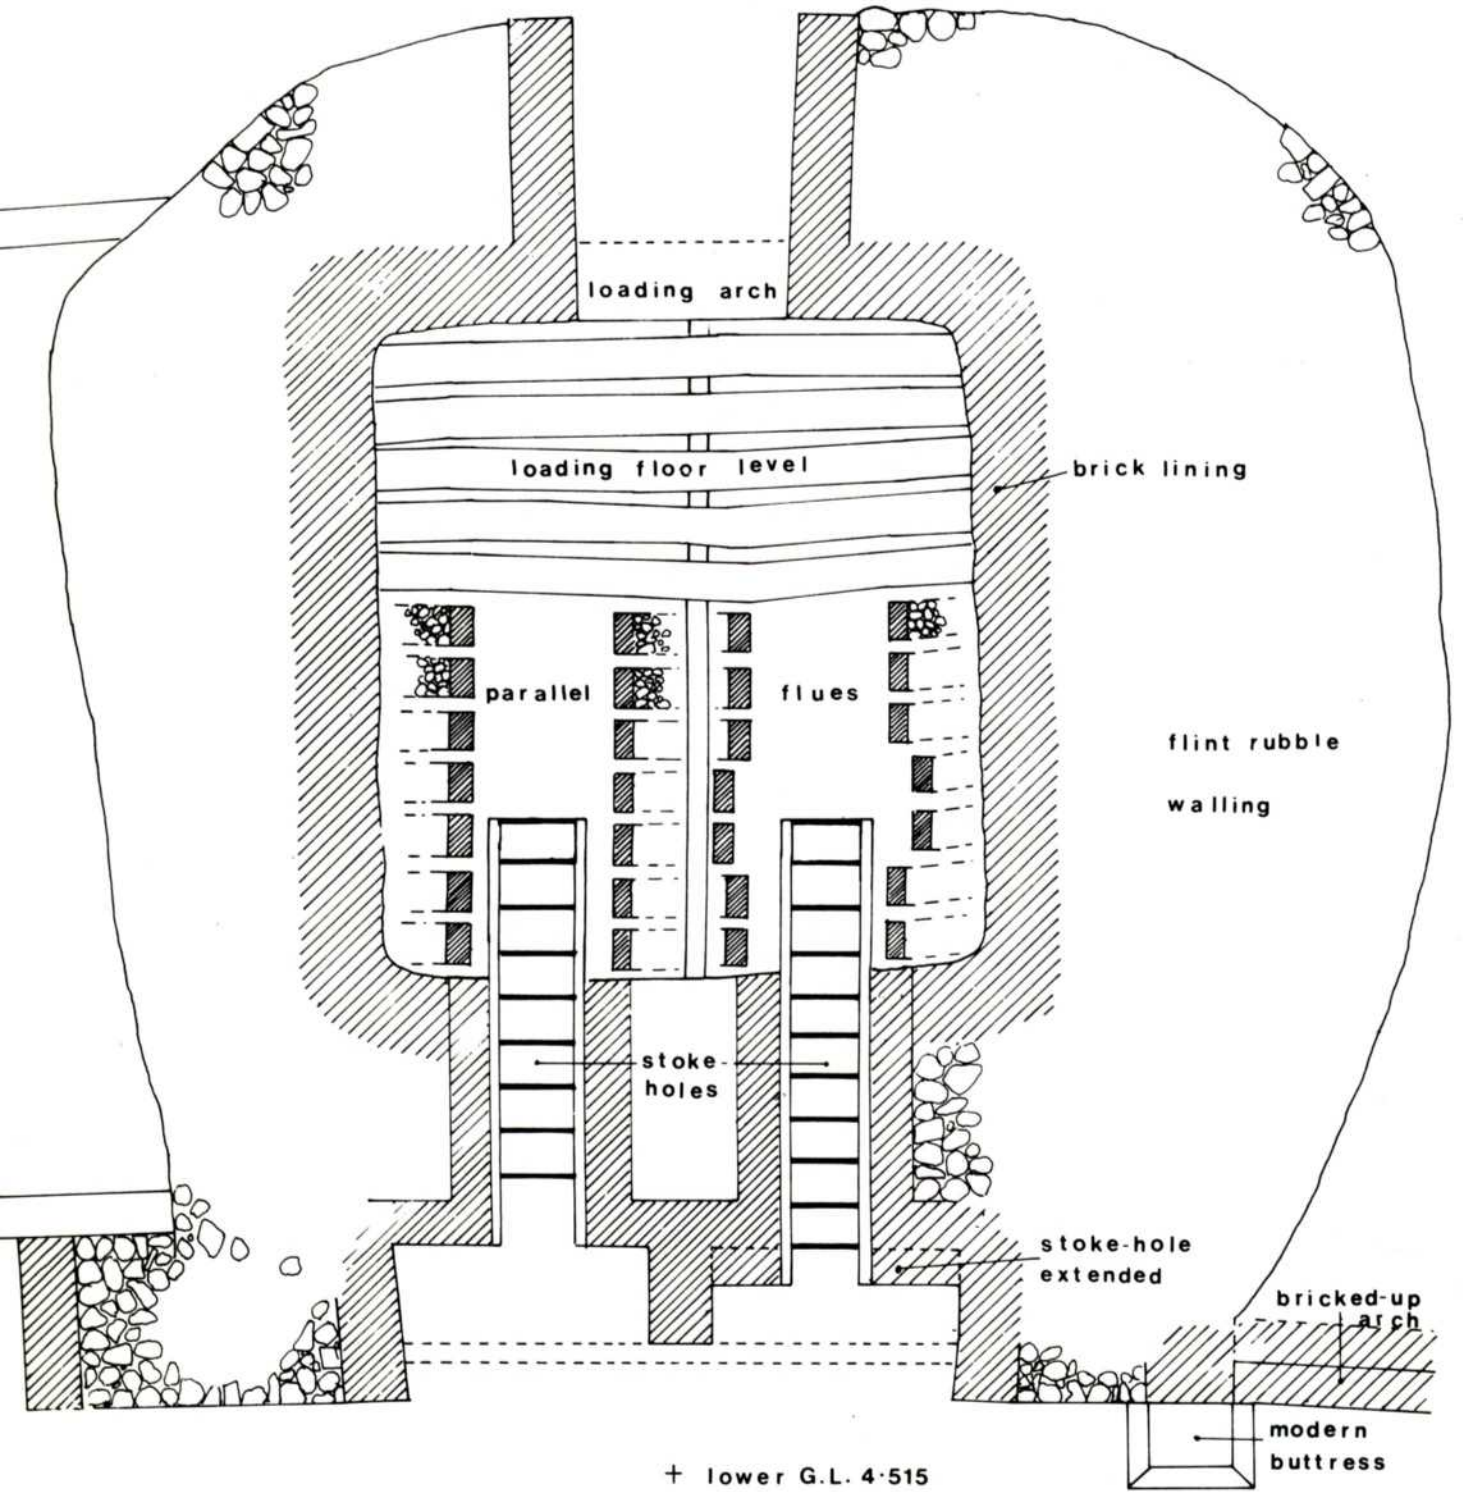 loading arch
loading floor level
brick lining
parallel flues
flint rubble
walling
stoke-
holes
stoke-hole
extended
bricked-up
arch
modern
buttress
+ lower G.L. 4·515